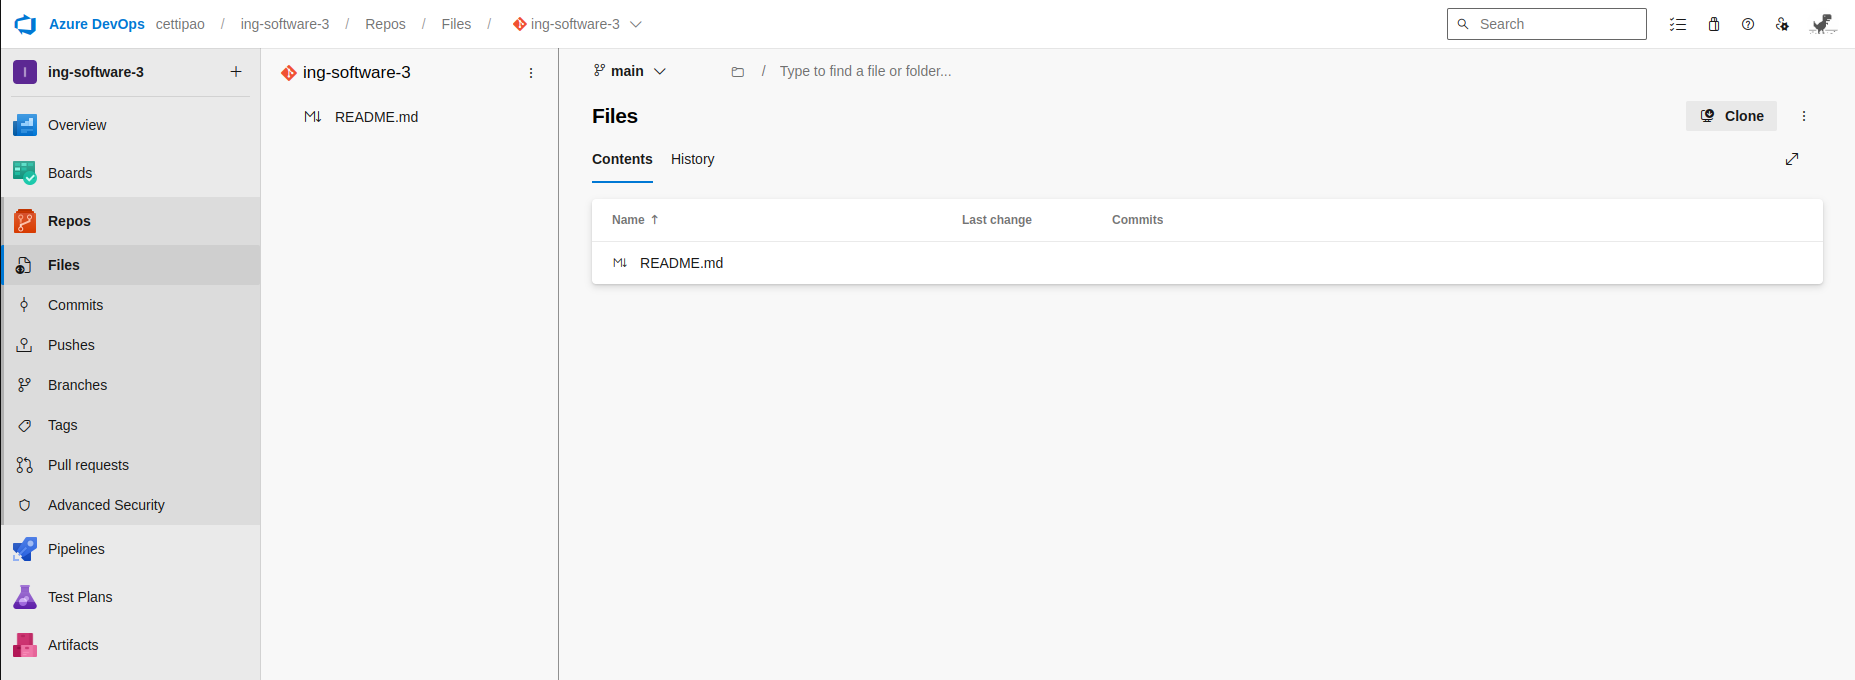 Azure DevOps cettipao / ing-software-3 / Repos / Files / ing-software-3
Search
I ing-software-3
Overview
Boards
Repos
Files
Commits
Pushes
Branches
Tags
Pull requests
Advanced Security
Pipelines
Test Plans
Artifacts
ing-software-3
M↓ README.md
main / Type to find a file or folder...
Files
Clone
Contents History
Name ↑ Last change Commits
M↓ README.md